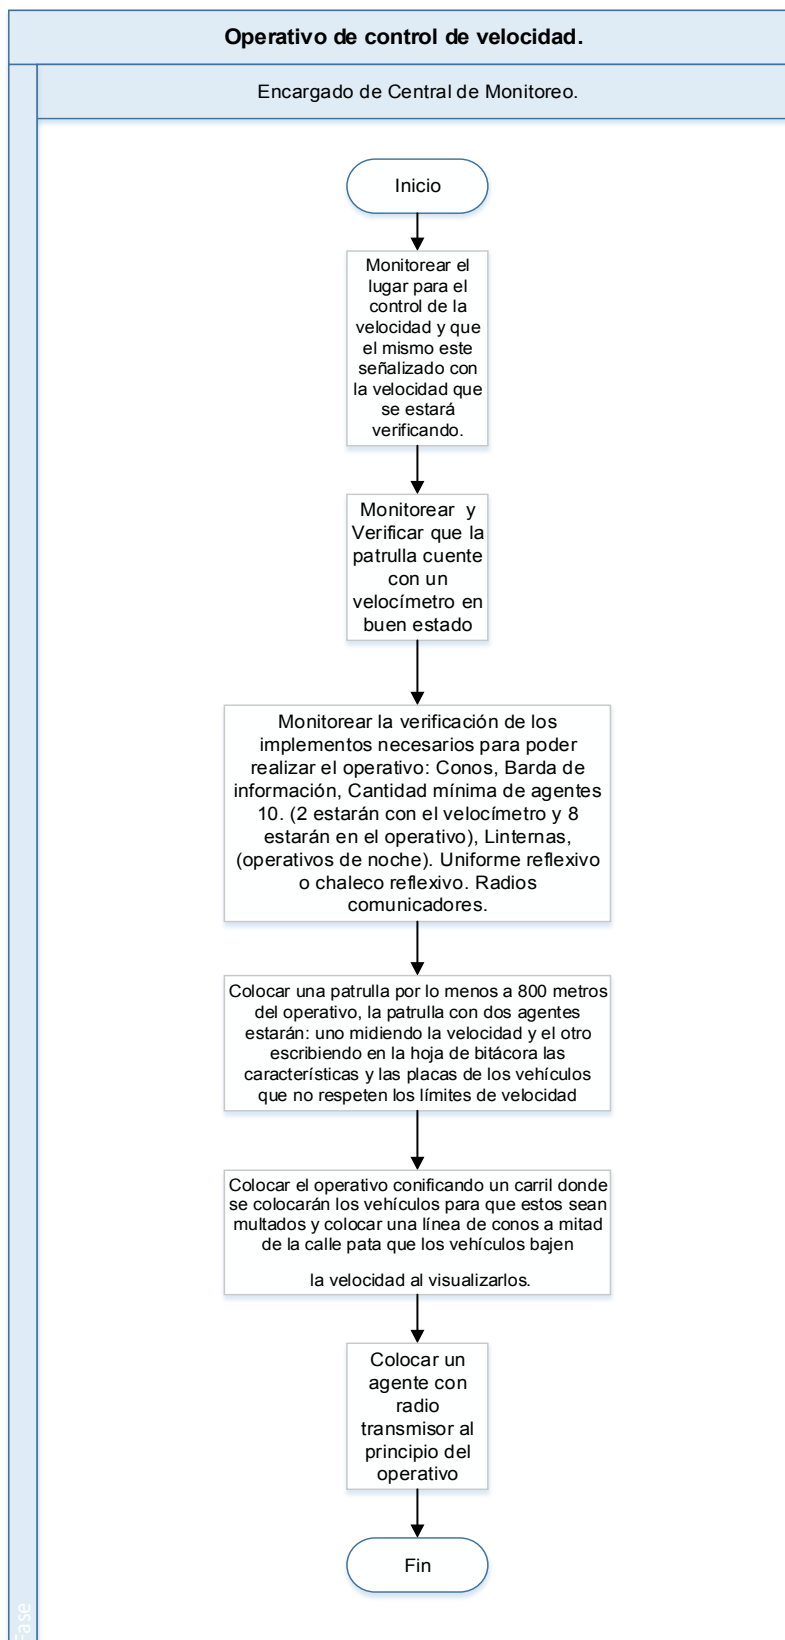 Operativo de control de velocidad.
Encargado de Central de Monitoreo.
Inicio
Monitorear el
lugar para el
control de la
velocidad y que
el mismo este
señalizado con
la velocidad que
se estará
verificando.
Monitorear  y
Verificar que la
patrulla cuente
con un
velocímetro en
buen estado
Monitorear la verificación de los
implementos necesarios para poder
realizar el operativo: Conos, Barda de
información, Cantidad mínima de agentes
10. (2 estarán con el velocímetro y 8
estarán en el operativo), Linternas,
(operativos de noche). Uniforme reflexivo
o chaleco reflexivo. Radios
comunicadores.
Colocar una patrulla por lo menos a 800 metros
del operativo, la patrulla con dos agentes
estarán: uno midiendo la velocidad y el otro
escribiendo en la hoja de bitácora las
características y las placas de los vehículos
que no respeten los límites de velocidad
Colocar el operativo conificando un carril donde
se colocarán los vehículos para que estos sean
multados y colocar una línea de conos a mitad
de la calle pata que los vehículos bajen
la velocidad al visualizarlos.
Colocar un
agente con
radio
transmisor al
principio del
operativo
Fin
Fase